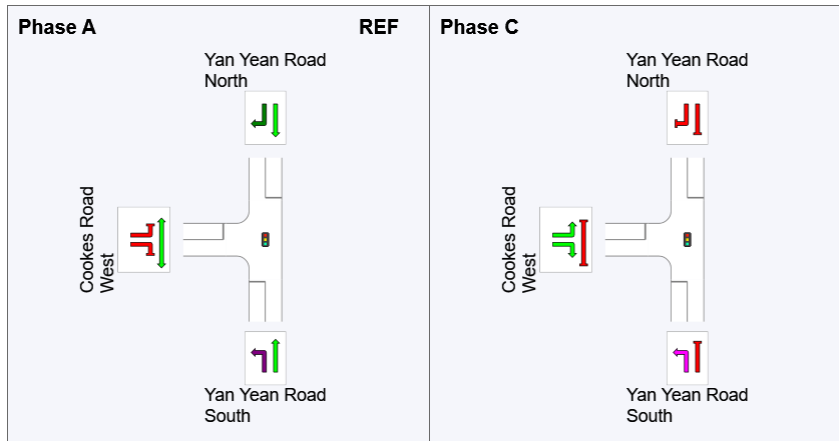 Phase A
REF
Yan Yean Road
North
Cookes Road
West
Yan Yean Road
South
Phase C
Yan Yean Road
North
Cookes Road
West
Yan Yean Road
South